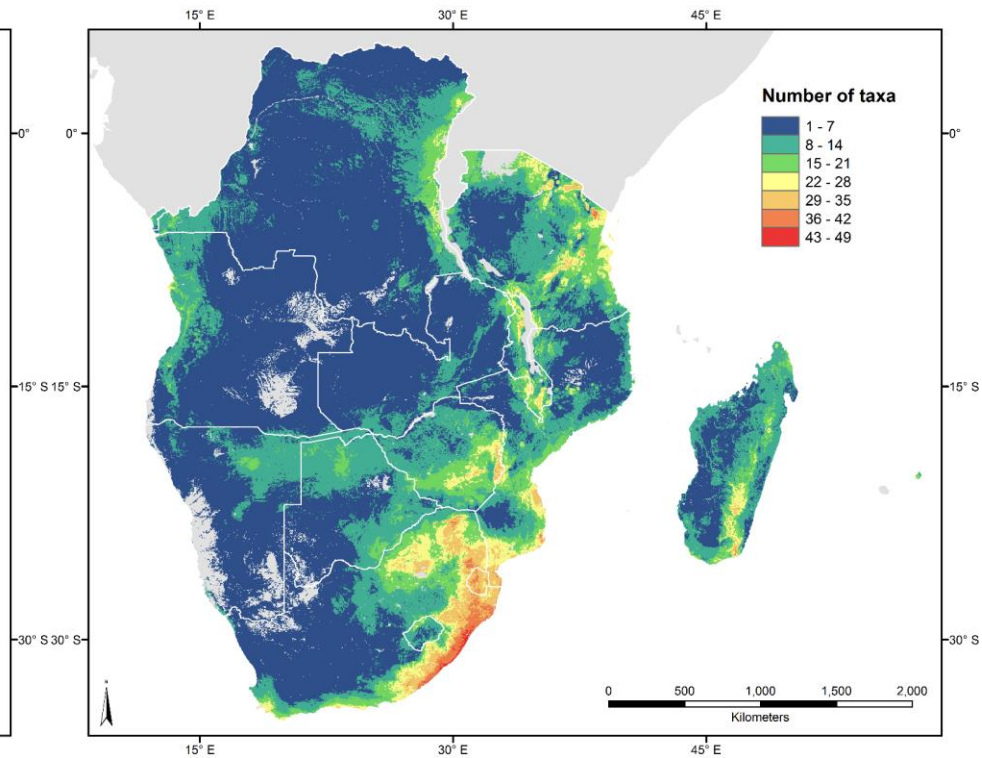 15° E 30° E 45° E
Number of taxa
1 - 7
8 - 14
15 - 21
22 - 28
29 - 35
36 - 42
43 - 49
0° 0°
0°
15° S 15° S
15° S
30° S 30° S
30° S
0 500 1,000 1,500 2,000
Kilometers
15° E 30° E 45° E